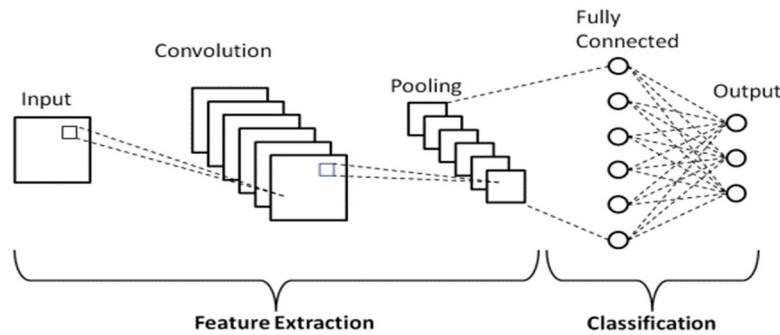 Input
Convolution
Pooling
Fully
Connected
Output
Feature Extraction
Classification